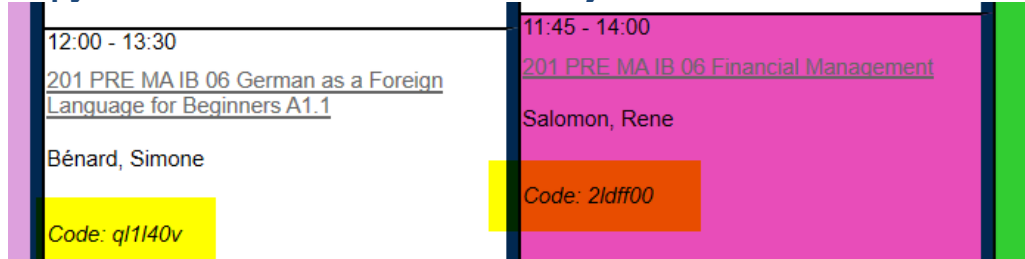 12:00 - 13:30
201 PRE MA IB 06 German as a Foreign
Language for Beginners A1.1
Bénard, Simone
Code: ql1l40v
11:45 - 14:00
201 PRE MA IB 06 Financial Management
Salomon, Rene
Code: 2ldff00